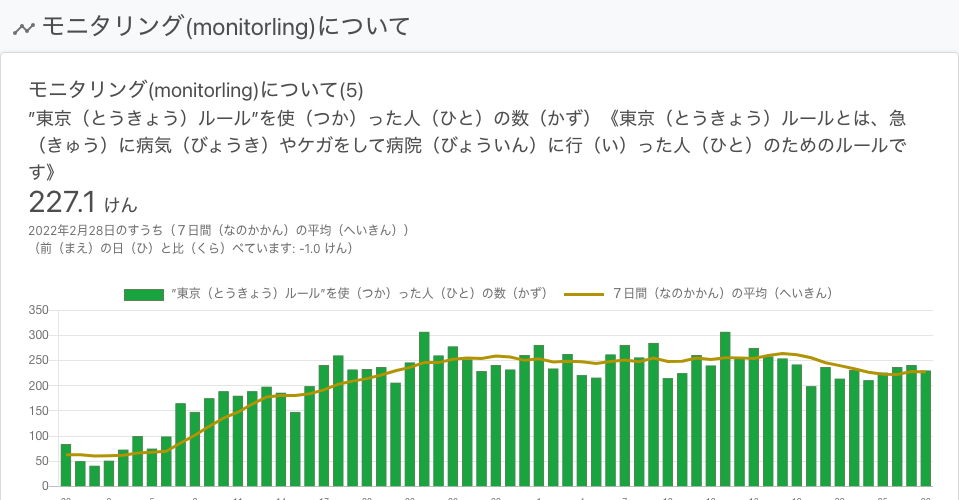 モニタリング(monitorling)について
モニタリング(monitorling)について(5)
”東京（とうきょう）ルール”を使（つか）った人（ひと）の数（かず）《東京（とうきょう）ルールとは、急
（きゅう）に病気（びょうき）やケガをして病院（びょういん）に行（い）った人（ひと）のためのルールで
す》
227.1 けん
2022年2月28日のすうち（７日間（なのかかん）の平均（へいきん））
（前（まえ）の日（ひ）と比（くら）べています: -1.0 けん）
”東京（とうきょう）ルール”を使（つか）った人（ひと）の数（かず） ７日間（なのかかん）の平均（へいきん）
350
300
250
200
150
100
50
0